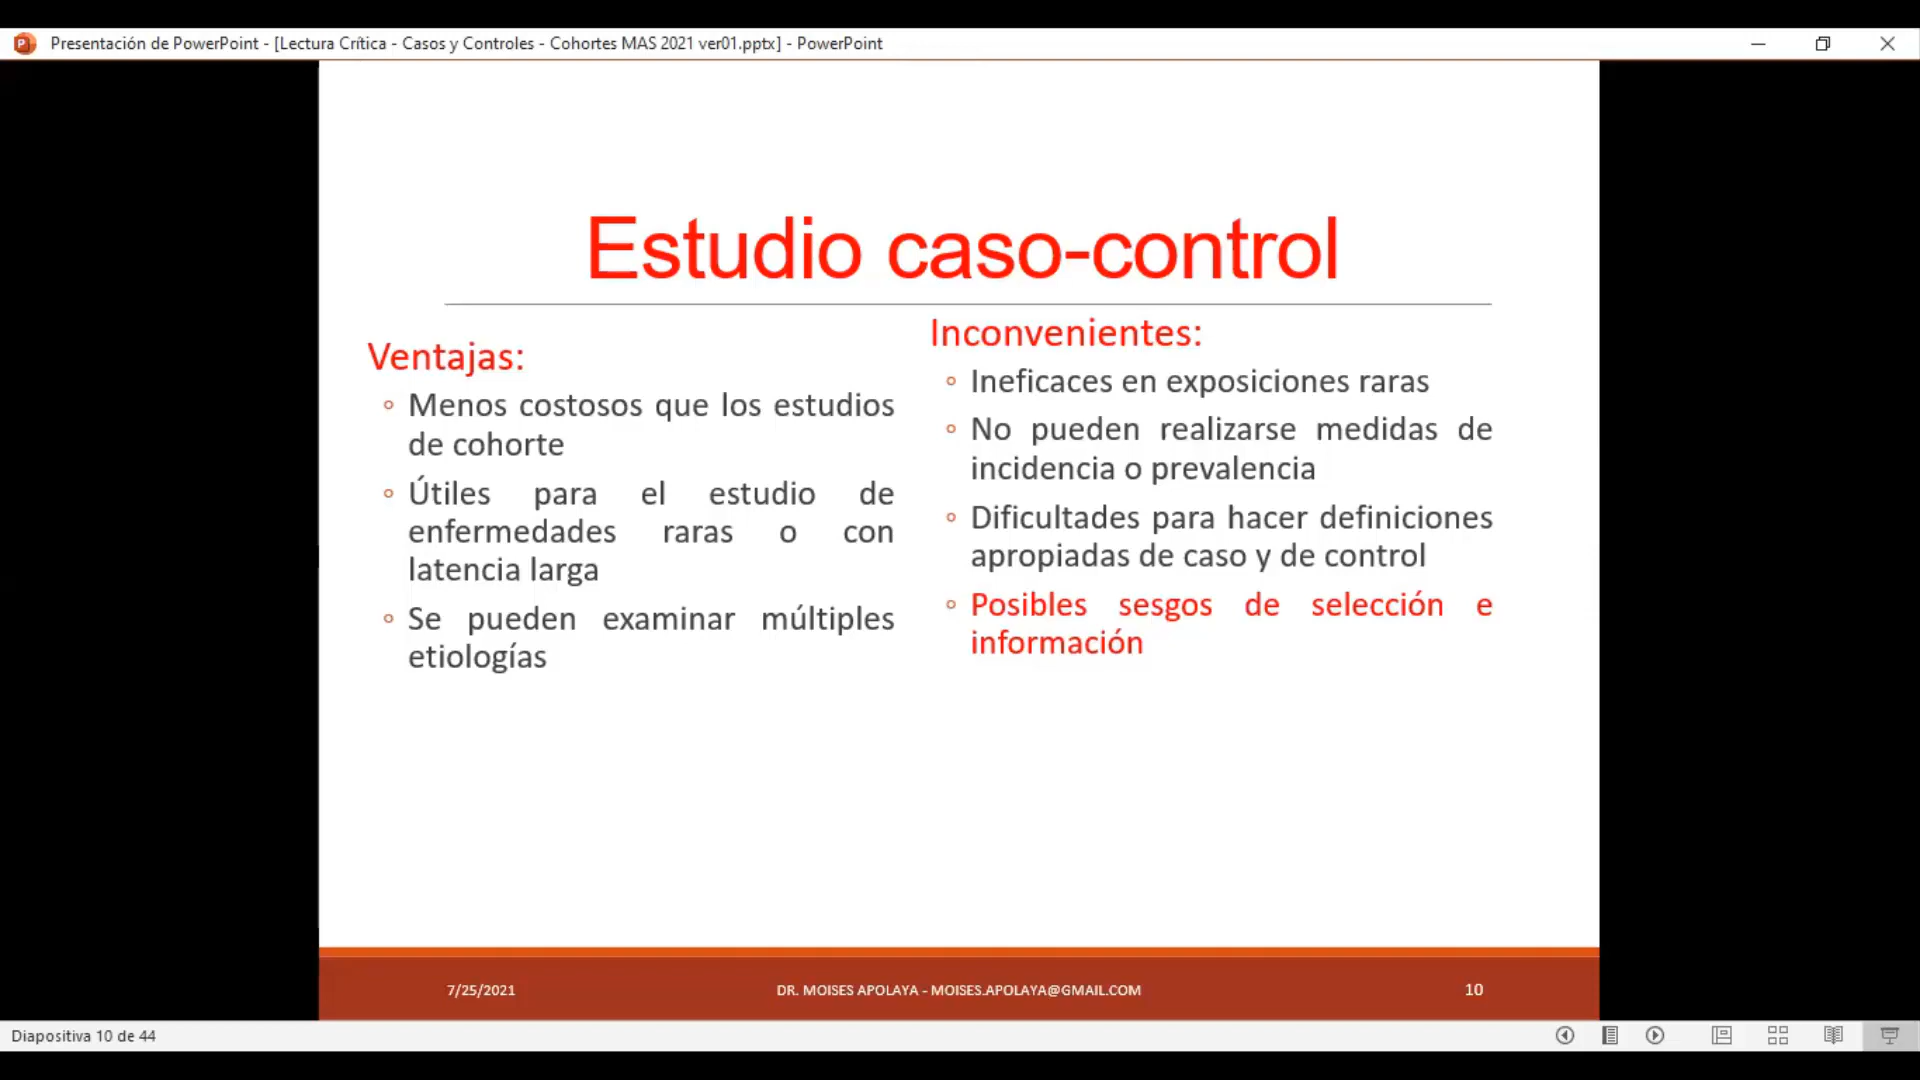 Presentación de PowerPoint - [Lectura Crítica - Casos y Controles - Cohortes MAS 2021 ver01.pptx] - PowerPoint
Estudio caso-control
Ventajas:
◦ Menos costosos que los estudios
de cohorte
◦ Útiles para el estudio de
enfermedades raras o con
latencia larga
◦ Se pueden examinar múltiples
etiologías
Inconvenientes:
◦ Ineficaces en exposiciones raras
◦ No pueden realizarse medidas de
incidencia o prevalencia
◦ Dificultades para hacer definiciones
apropiadas de caso y de control
◦ Posibles sesgos de selección e
información
7/25/2021
DR. MOISES APOLAYA - MOISES.APOLAYA@GMAIL.COM
10
Diapositiva 10 de 44